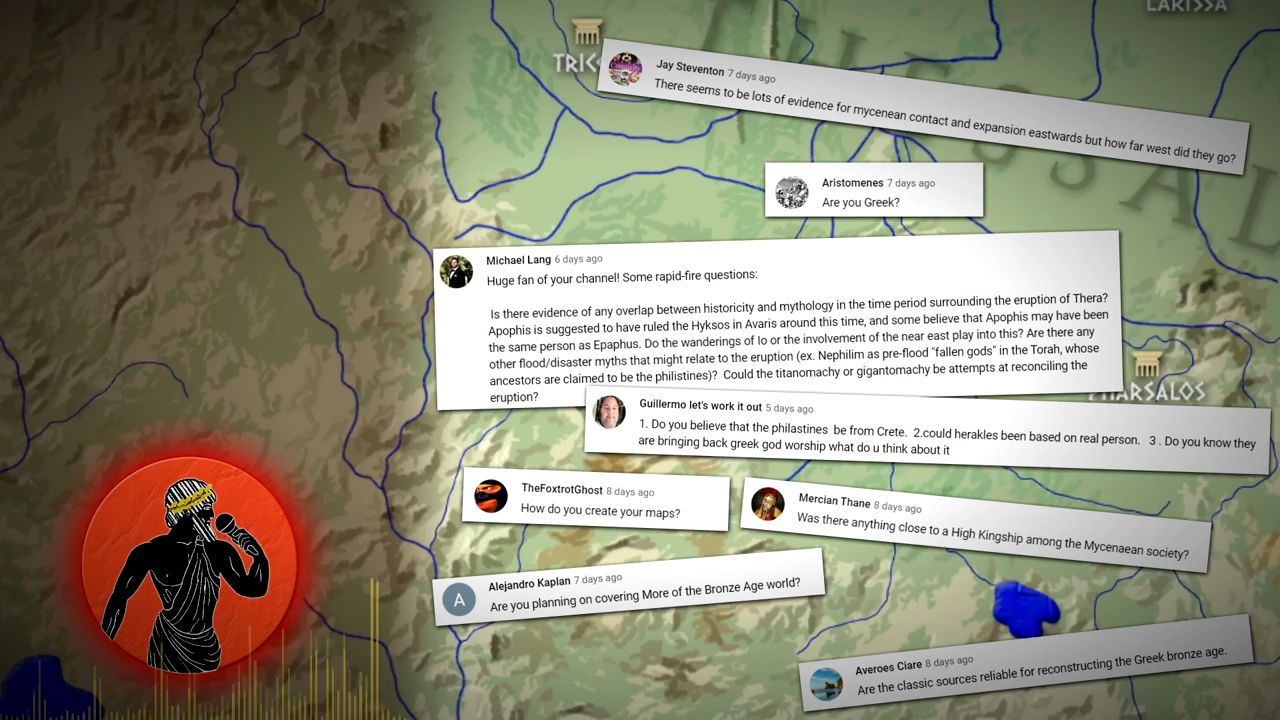 LARISSA
Jay Steventon 7 days ago
There seems to be lots of evidence for mycenean contact and expansion eastwards but how far west did they go?
Aristomenes 7 days ago
Are you Greek?
Michael Lang 6 days ago
Huge fan of your channel! Some rapid-fire questions:
Is there evidence of any overlap between historicity and mythology in the time period surrounding the eruption of Thera?
Apophis is suggested to have ruled the Hyksos in Avaris around this time, and some believe that Apophis may have been
the same person as Epaphus. Do the wanderings of Io or the involvement of the near east play into this? Are there any
other flood/disaster myths that might relate to the eruption (ex. Nephilim as pre-flood "fallen gods" in the Torah, whose
ancestors are claimed to be the philistines)?  Could the titanomachy or gigantomachy be attempts at reconciling the
eruption?
PHARSALOS
Guillermo let's work it out 5 days ago
1. Do you believe that the philastines  be from Crete.  2.could herakles been based on real person.   3 . Do you know they
are bringing back greek god worship what do u think about it
TheFoxtrotGhost 8 days ago
How do you create your maps?
Mercian Thane 8 days ago
Was there anything close to a High Kingship among the Mycenaean society?
A
Alejandro Kaplan 7 days ago
Are you planning on covering More of the Bronze Age world?
Averoes Ciare 8 days ago
Are the classic sources reliable for reconstructing the Greek bronze age.